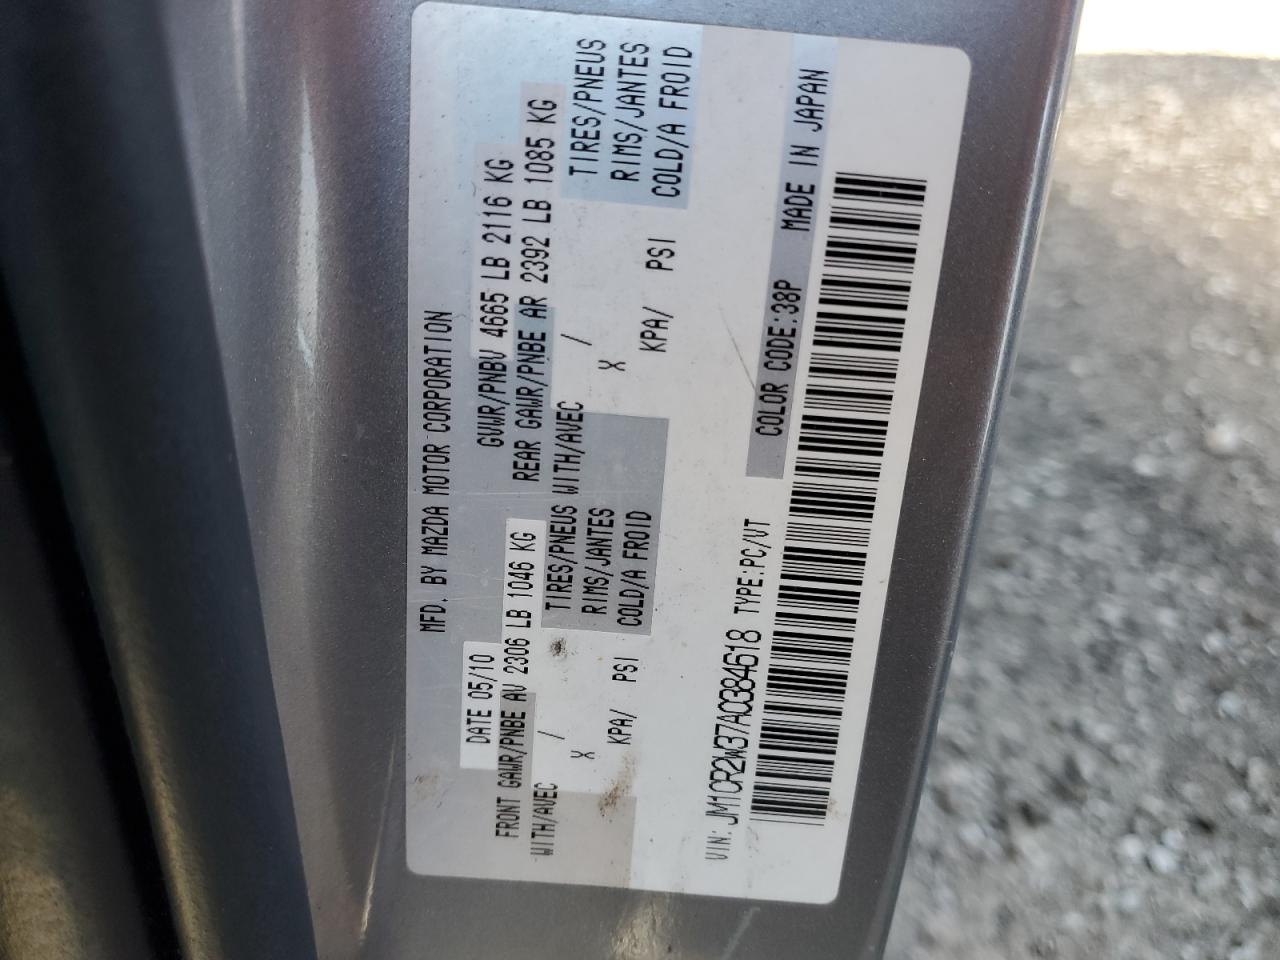 MFD. BY MAZDA MOTOR CORPORATION
DATE 05/10 GVWR/PNBV 4665 LB 2116 KG
FRONT GAWR/PNBE AV 2306 LB 1046 KG REAR GAWR/PNBE AR 2392 LB 1085 KG
WITH/AVEC / TIRES/PNEUS WITH/AVEC / TIRES/PNEUS
X RIMS/JANTES X RIMS/JANTES
KPA/ PSI COLD/A FROID KPA/ PSI COLD/A FROID
VIN: JM1CR2W37A0384618 TYPE:PC/VT COLOR CODE:38P MADE IN JAPAN